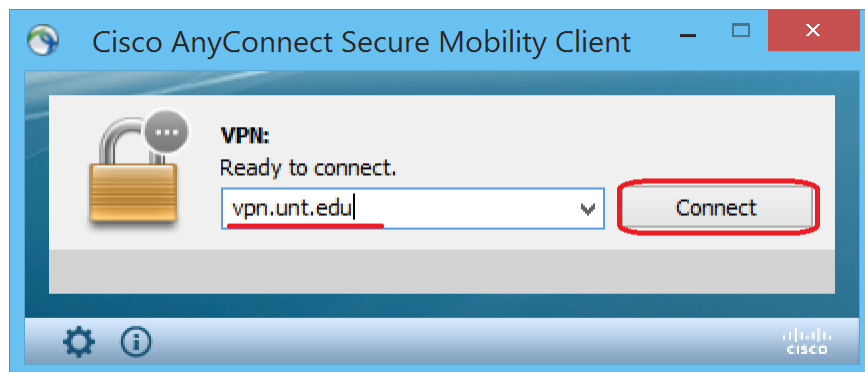 Cisco AnyConnect Secure Mobility Client
VPN:
Ready to connect.
vpn.unt.edu
Connect
CISCO